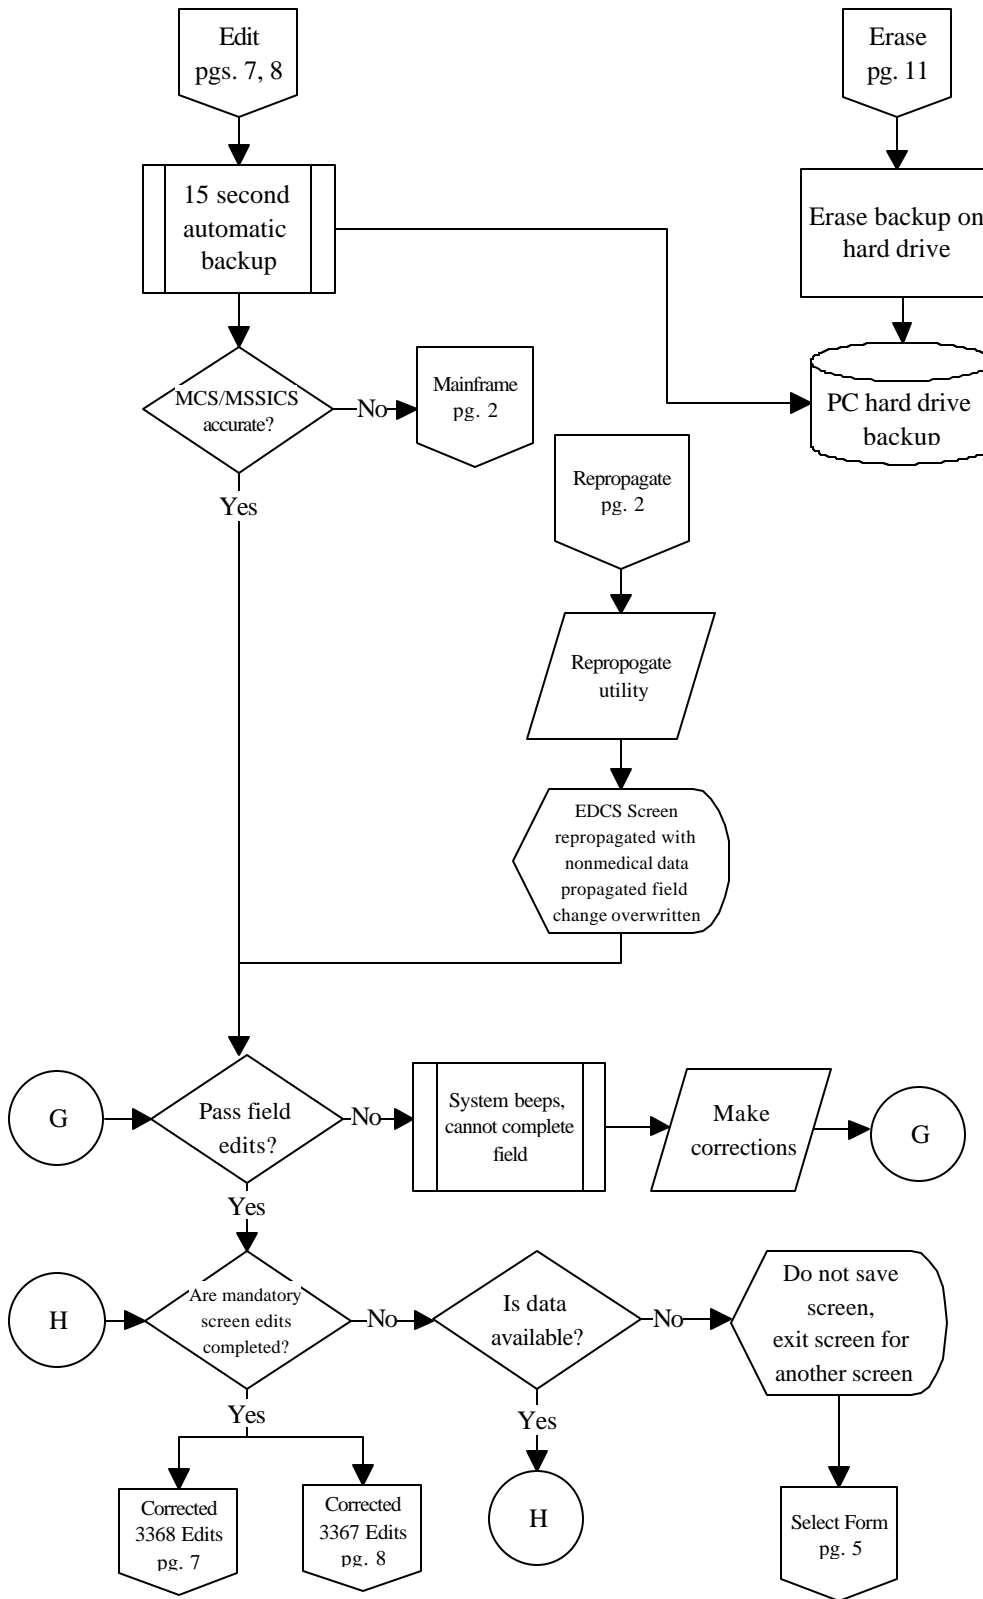 Edit
pgs. 7, 8
Erase
pg. 11
15 second
automatic
backup
Erase backup on
hard drive
MCS/MSSICS
accurate?
No
Mainframe
pg. 2
PC hard drive
backup
Yes
Repropagate
pg. 2
Repropogate
utility
EDCS Screen
repropagated with
nonmedical data
propagated field
change overwritten
G
Pass field
edits?
No
System beeps,
cannot complete
field
Make
corrections
G
Yes
H
Are mandatory
screen edits
completed?
No
Is data
available?
No
Do not save
screen,
exit screen for
another screen
Yes
Yes
Corrected
3368 Edits
pg. 7
Corrected
3367 Edits
pg. 8
H
Select Form
pg. 5